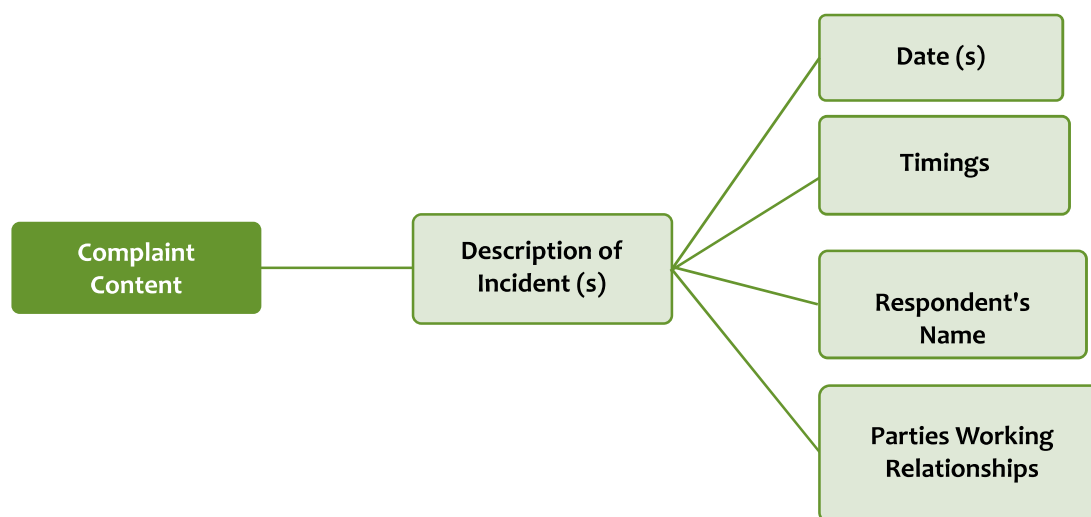 Complaint
Content
Description of
Incident (s)
Date (s)
Timings
Respondent's
Name
Parties Working
Relationships